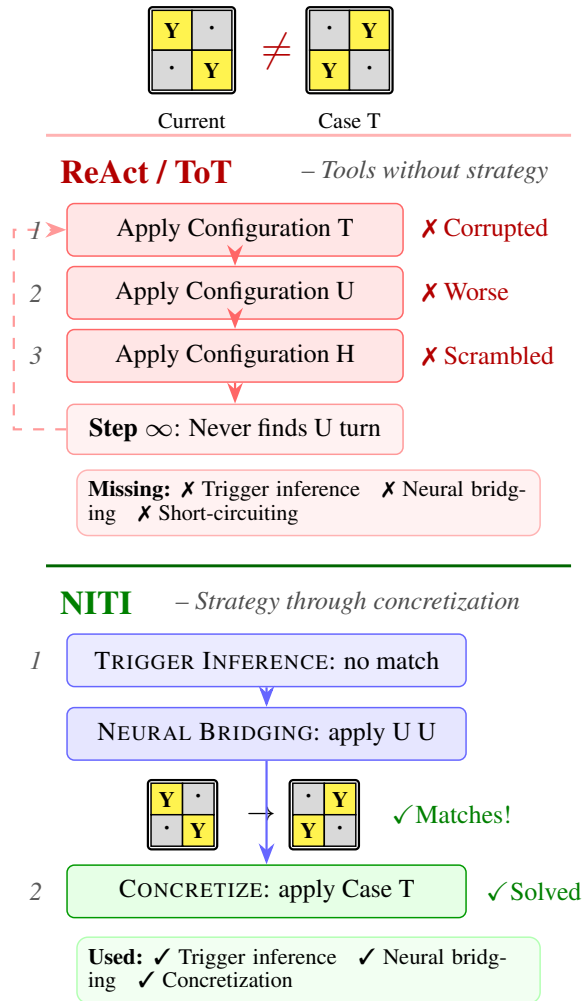 Y · ≠ · Y
· Y Y ·
Current Case T
ReAct / ToT – Tools without strategy
1 Apply Configuration T ✗ Corrupted
2 Apply Configuration U ✗ Worse
3 Apply Configuration H ✗ Scrambled
Step ∞: Never finds U turn
Missing: ✗ Trigger inference ✗ Neural bridg-
ing ✗ Short-circuiting
NITI – Strategy through concretization
1 TRIGGER INFERENCE: no match
NEURAL BRIDGING: apply U U
Y · → · Y
· Y Y ·
✓Matches!
2 CONCRETIZE: apply Case T ✓Solved
Used: ✓ Trigger inference ✓ Neural bridg-
ing ✓ Concretization